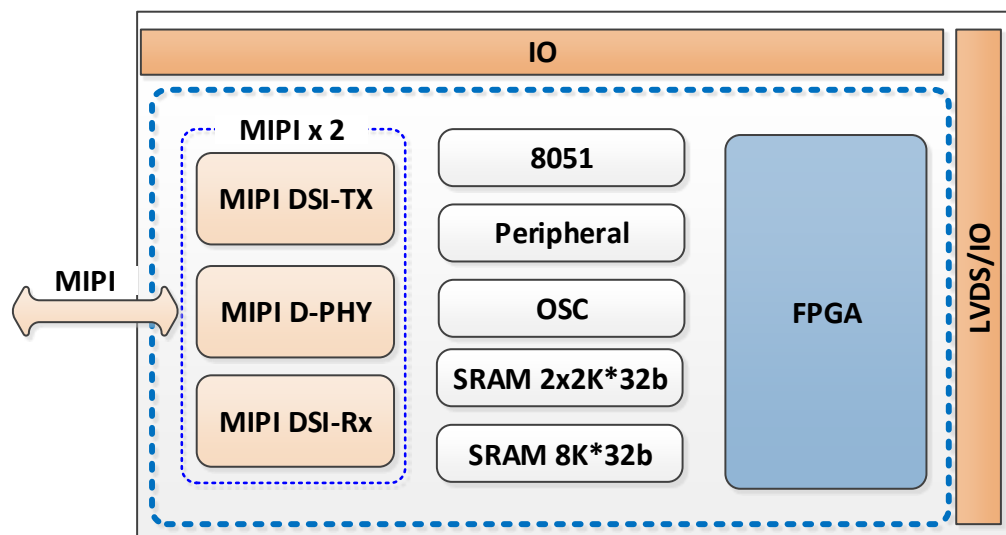 IO
MIPI x 2
MIPI DSI-TX
MIPI D-PHY
MIPI DSI-Rx
MIPI
8051
Peripheral
OSC
SRAM 2x2K*32b
SRAM 8K*32b
FPGA
LVDS/IO